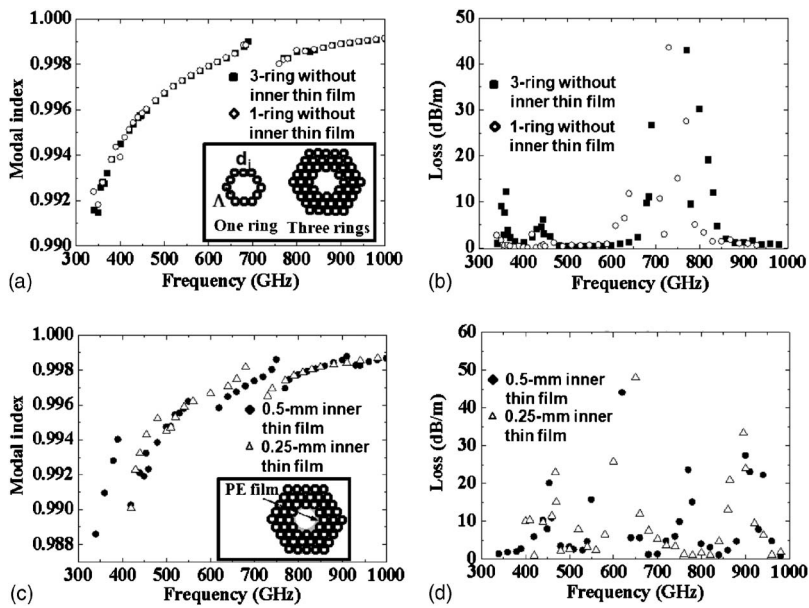 1.000
0.998
0.996
0.994
0.992
0.990
Modal index
3-ring without
inner thin film
1-ring without
inner thin film
di
Λ
One ring
Three rings
300 400 500 600 700 800 900 1000
Frequency (GHz)
(a)
50
40
30
20
10
0
Loss (dB/m)
3-ring without
inner thin film
1-ring without
inner thin film
300 400 500 600 700 800 900 1000
Frequency (GHz)
(b)
1.000
0.998
0.996
0.994
0.992
0.990
0.988
Modal index
0.5-mm inner
thin film
0.25-mm inner
thin film
PE film
300 400 500 600 700 800 900 1000
Frequency (GHz)
(c)
60
50
40
30
20
10
0
Loss (dB/m)
0.5-mm inner
thin film
0.25-mm inner
thin film
300 400 500 600 700 800 900 1000
Frequency (GHz)
(d)